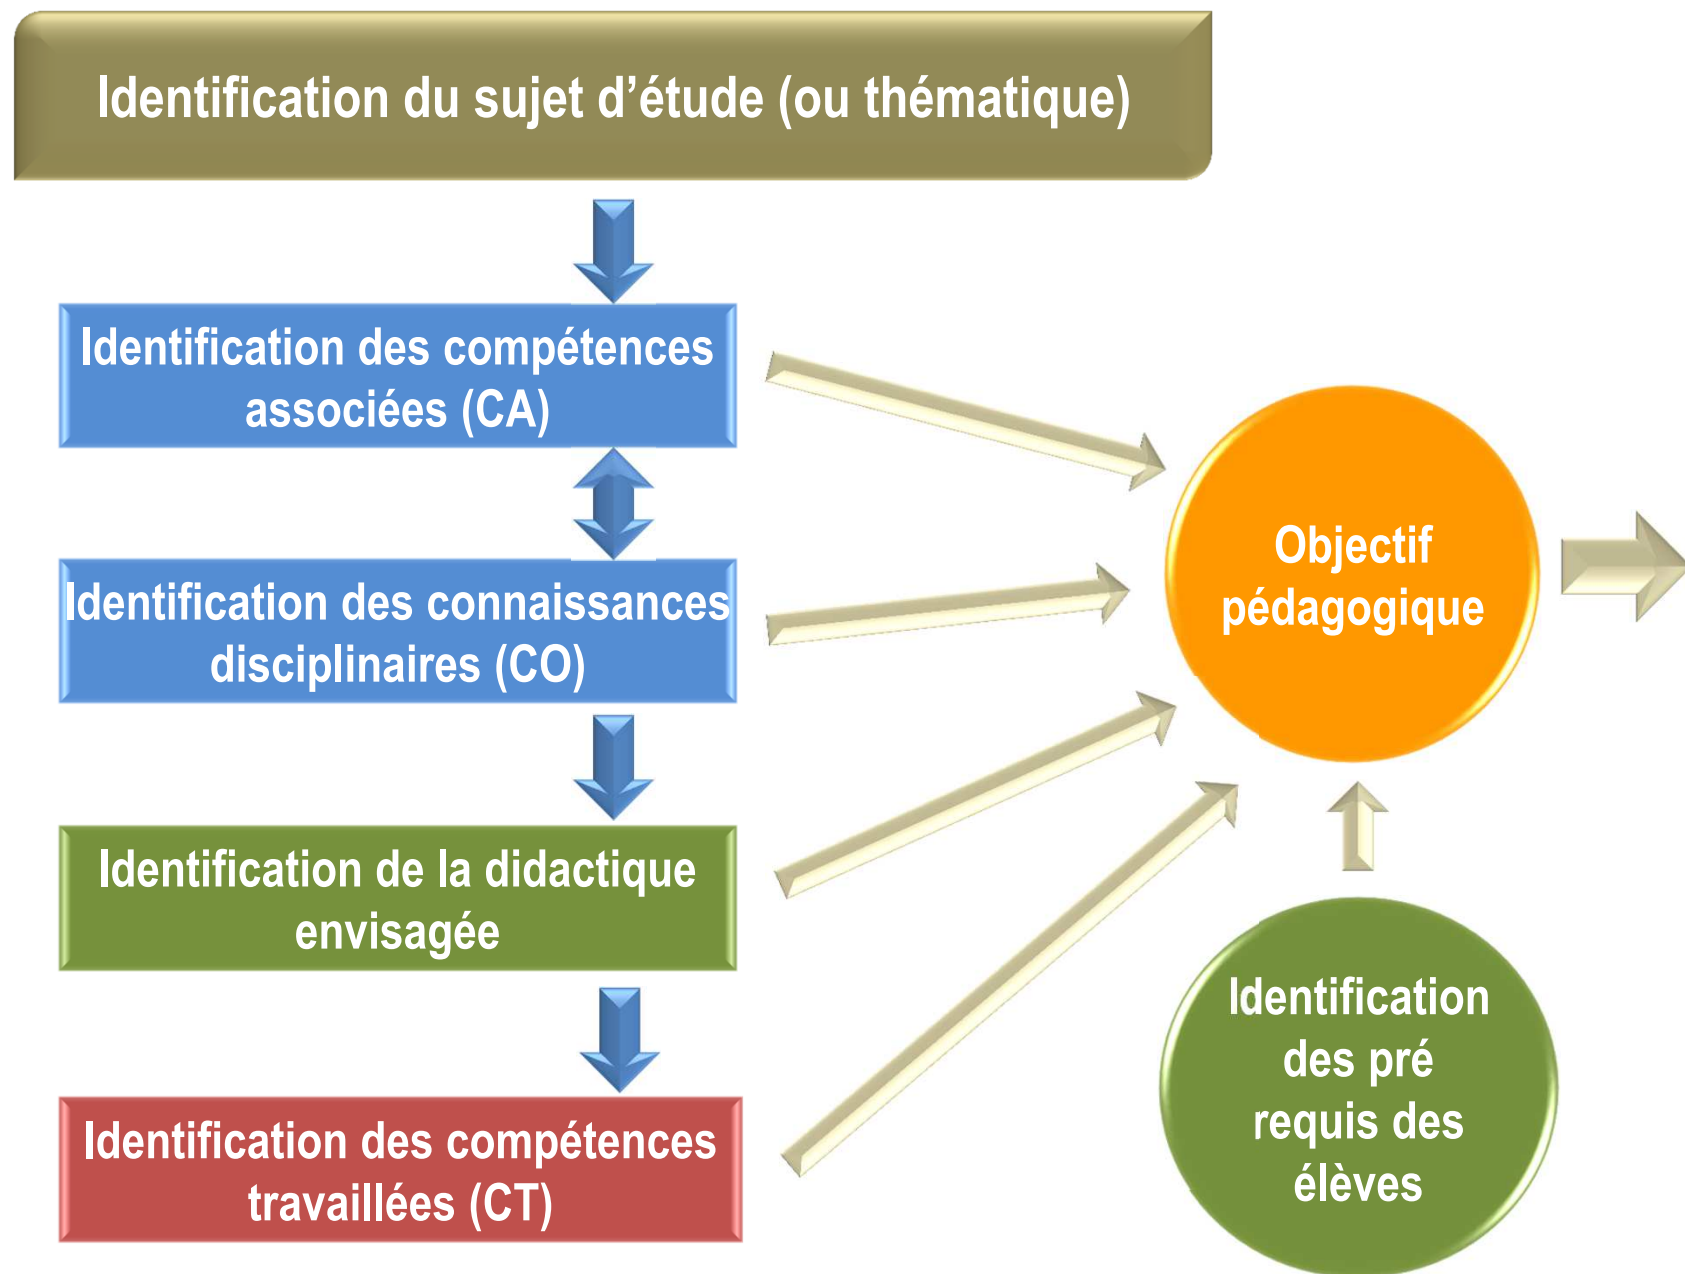 Identification du sujet d’étude (ou thématique)
Identification des compétences
associées (CA)
Identification des connaissances
disciplinaires (CO)
Identification de la didactique
envisagée
Identification des compétences
travaillées (CT)
Objectif
pédagogique
Identification
des pré
requis des
élèves